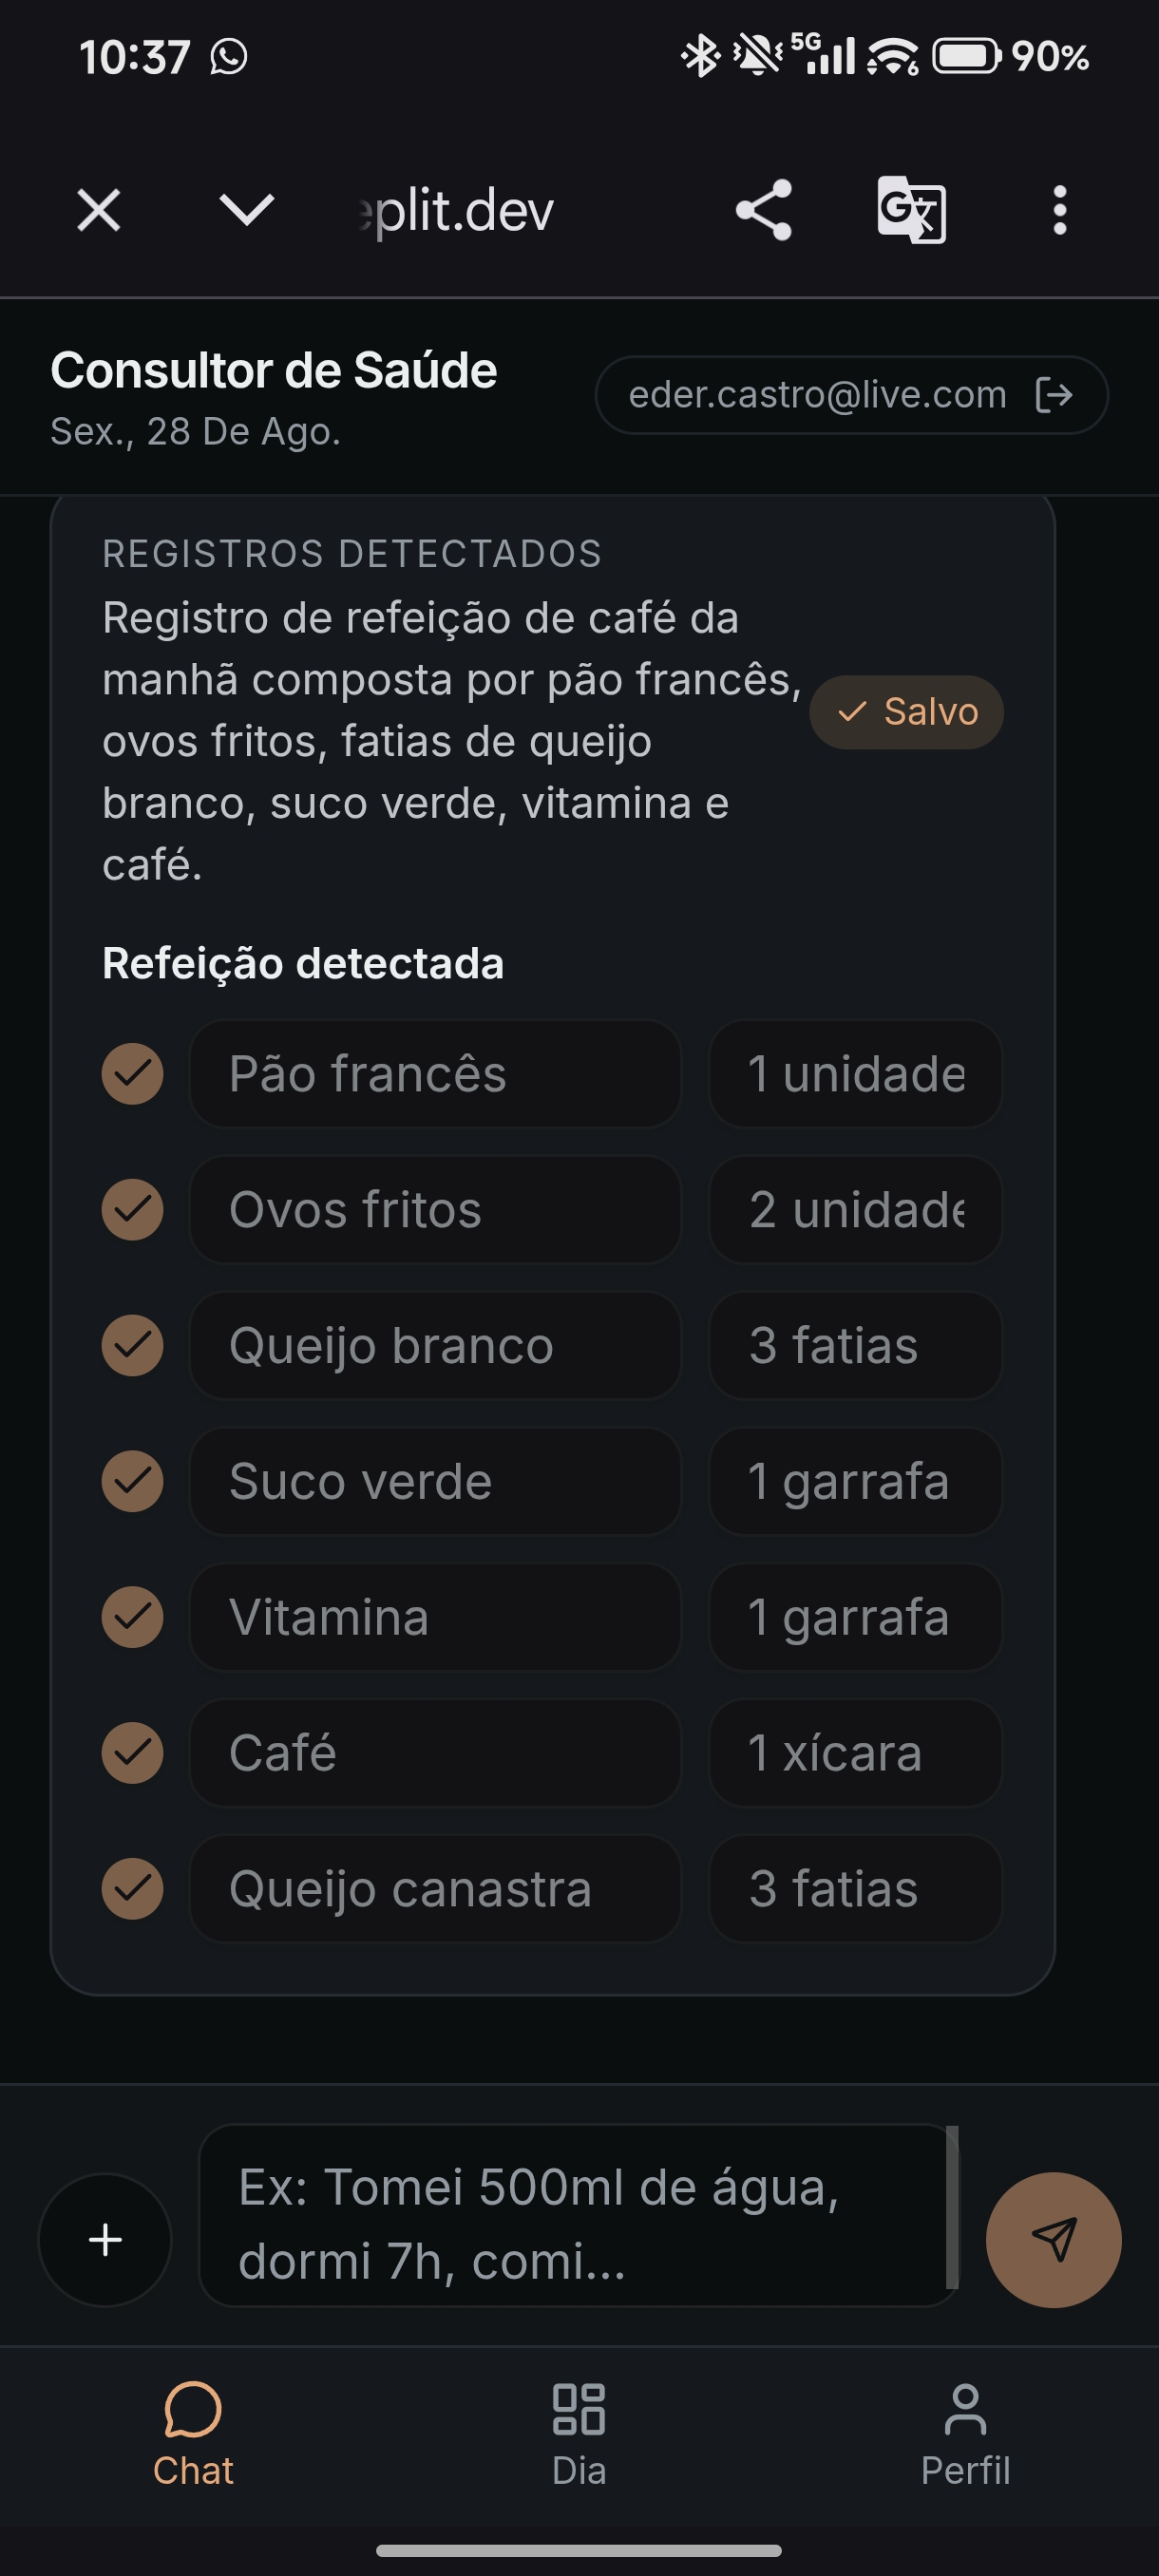 10:37
5G
6
90%
eplit.dev
G
Consultor de Saúde
Sex., 28 De Ago.
eder.castro@live.com
REGISTROS DETECTADOS
Registro de refeição de café da
manhã composta por pão francês,
ovos fritos, fatias de queijo
branco, suco verde, vitamina e
café.
Salvo
Refeição detectada
Pão francês 1 unidade
Ovos fritos 2 unidade
Queijo branco 3 fatias
Suco verde 1 garrafa
Vitamina 1 garrafa
Café 1 xícara
Queijo canastra 3 fatias
Ex: Tomei 500ml de água,
dormi 7h, comi...
Chat Dia Perfil